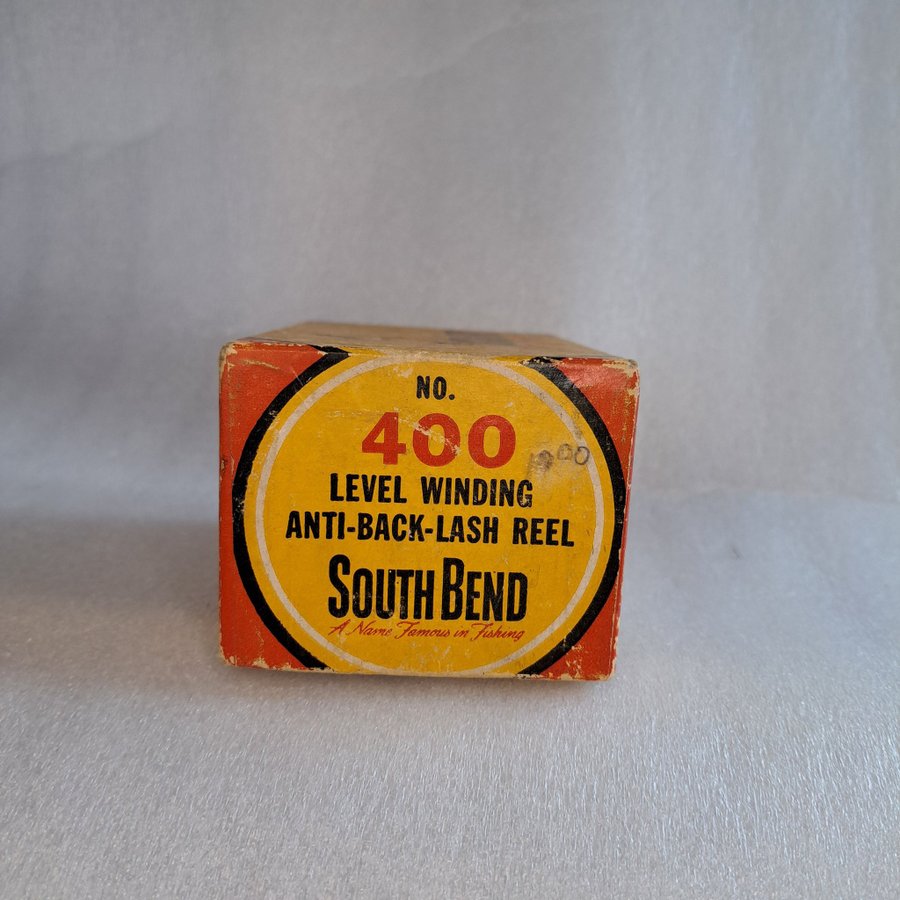 NO.
400
LEVEL WINDING
ANTI-BACK-LASH REEL
SOUTH BEND
A Name Famous in Fishing